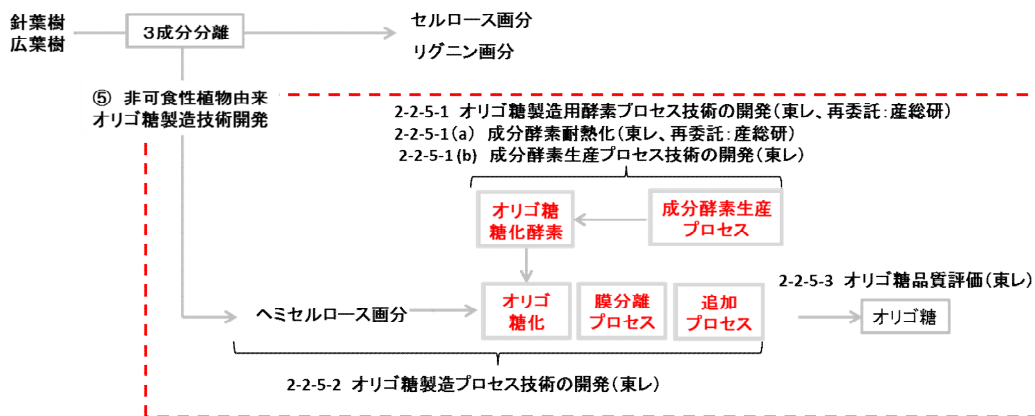 針葉樹
広葉樹
3成分分離
セルロース画分
リグニン画分
⑤ 非可食性植物由来
オリゴ糖製造技術開発
2-2-5-1 オリゴ糖製造用酵素プロセス技術の開発(東レ、再委託:産総研)
2-2-5-1(a) 成分酵素耐熱化(東レ、再委託:産総研)
2-2-5-1(b) 成分酵素生産プロセス技術の開発(東レ)
オリゴ糖
糖化酵素
成分酵素生産
プロセス
2-2-5-3 オリゴ糖品質評価(東レ)
ヘミセルロース画分
オリゴ
糖化
膜分離
プロセス
追加
プロセス
オリゴ糖
2-2-5-2 オリゴ糖製造プロセス技術の開発(東レ)